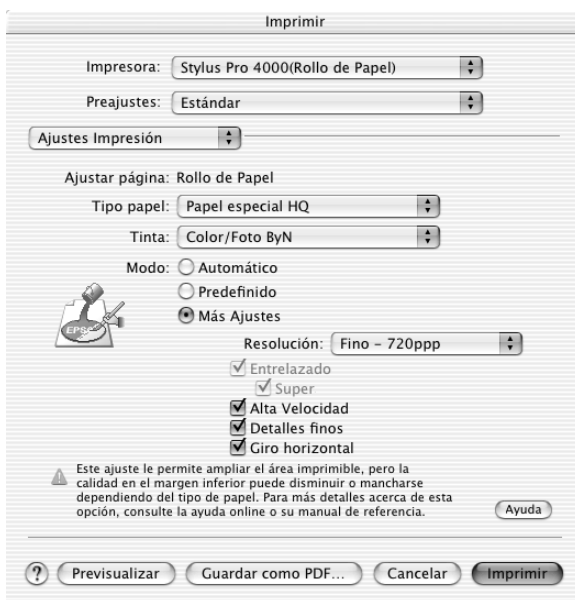 Imprimir
Impresora: Stylus Pro 4000(Rollo de Papel)
Preajustes: Estándar
Ajustes Impresión
Ajustar página: Rollo de Papel
Tipo papel: Papel especial HQ
Tinta: Color/Foto ByN
Modo: Automático
Predefinido
Más Ajustes
EPSON
Resolución: Fino – 720ppp
Entrelazado
Super
Alta Velocidad
Detalles finos
Giro horizontal
Este ajuste le permite ampliar el área imprimible, pero la
calidad en el margen inferior puede disminuir o mancharse
dependiendo del tipo de papel. Para más detalles acerca de esta
opción, consulte la ayuda online o su manual de referencia.
Ayuda
? Previsualizar Guardar como PDF... Cancelar Imprimir